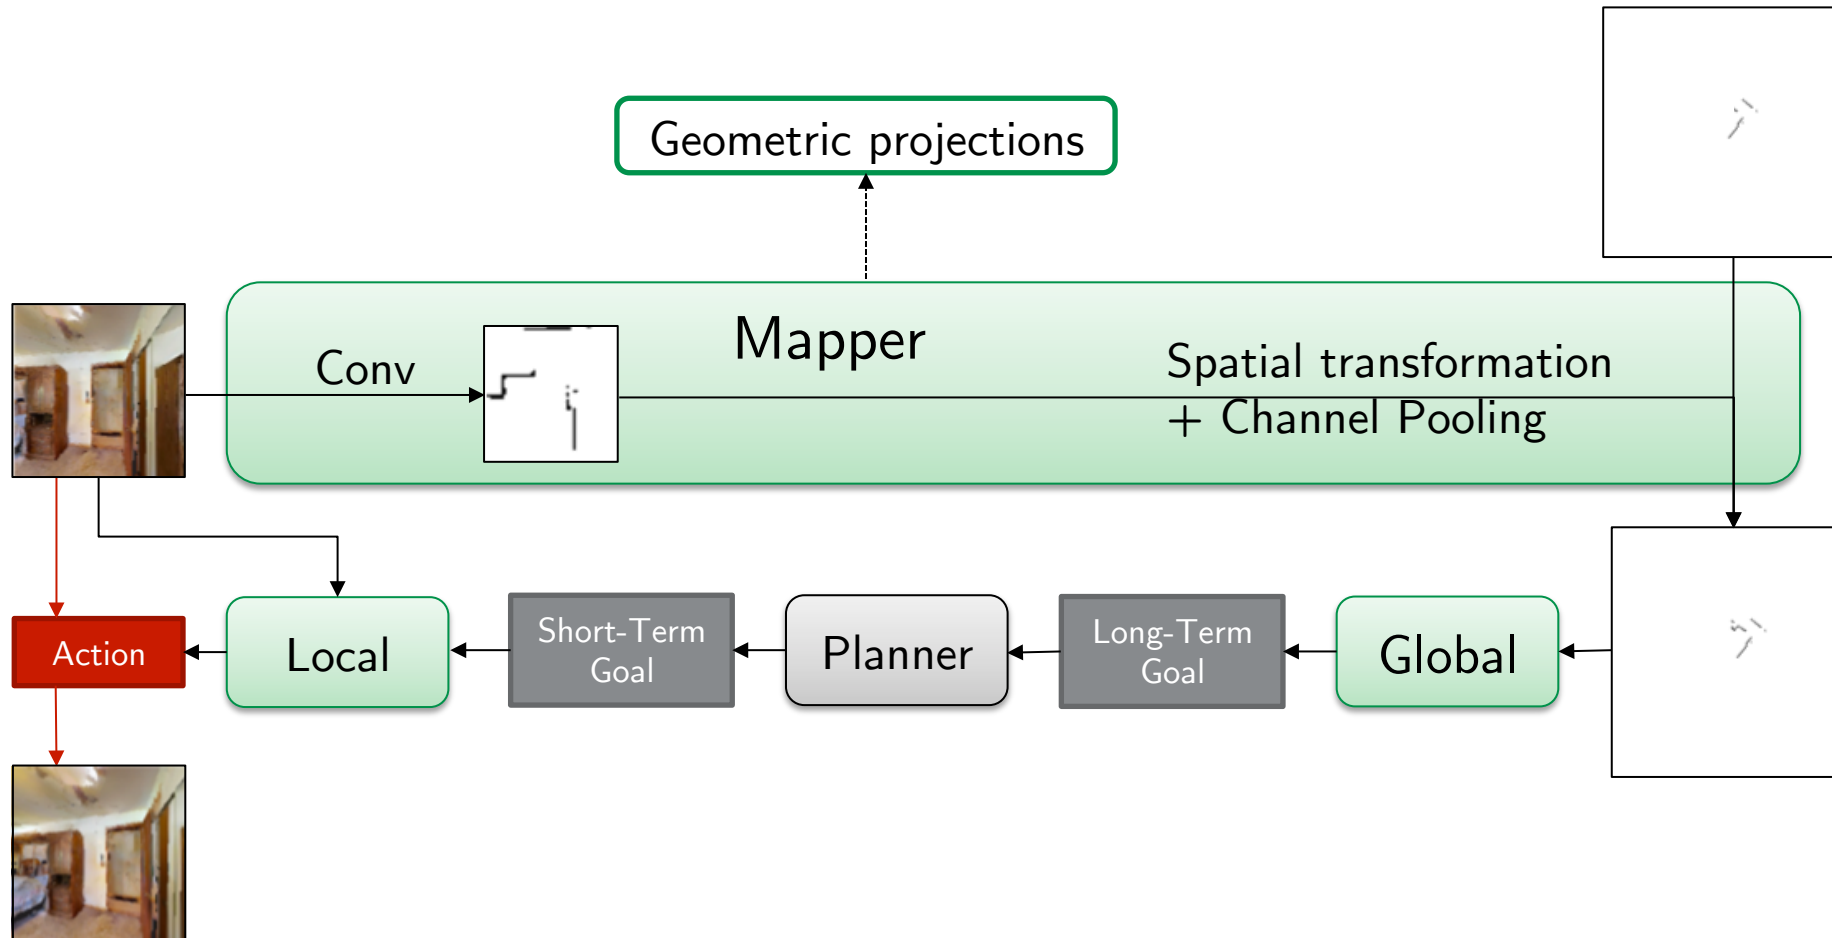 Geometric projections
Mapper
Conv
Spatial transformation
+ Channel Pooling
Action
Local
Short-Term
Goal
Planner
Long-Term
Goal
Global